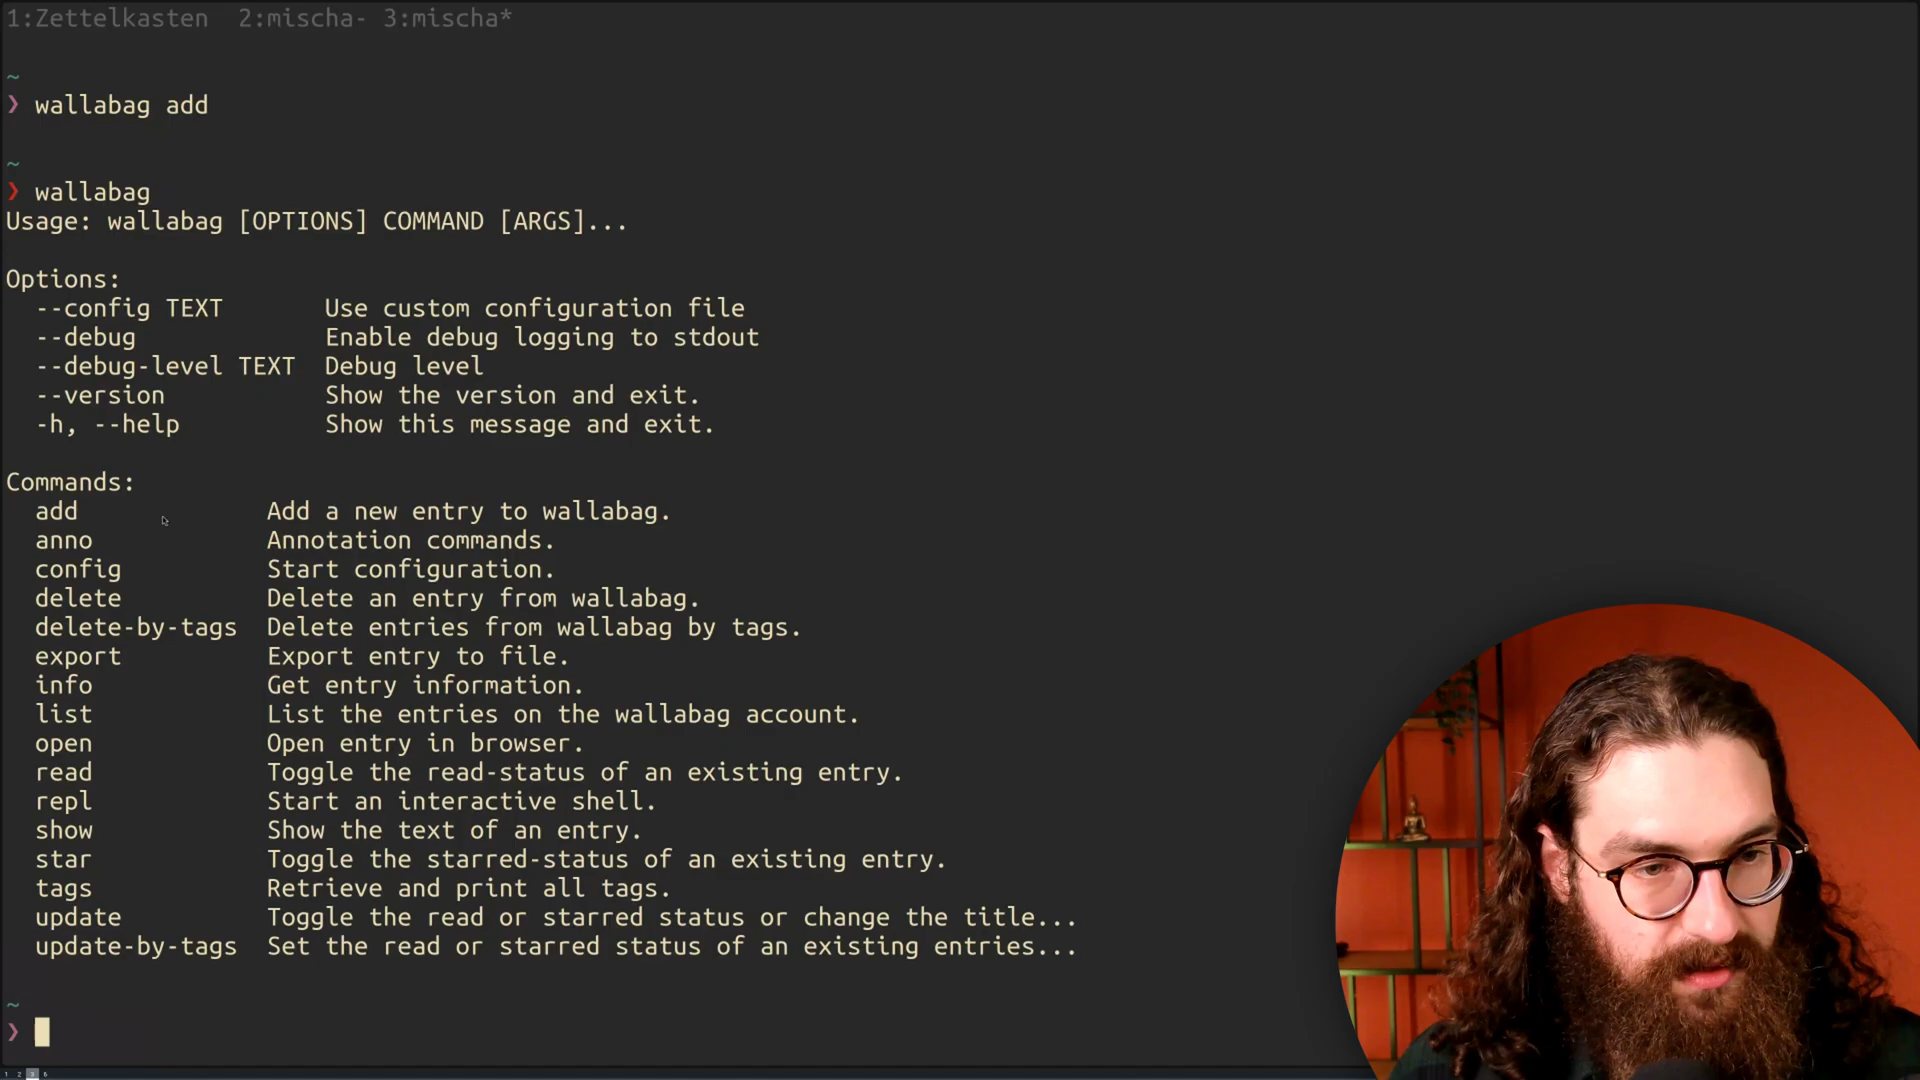 1:Zettelkasten  2:mischa- 3:mischa*
~
❯ wallabag add
~
❯ wallabag
Usage: wallabag [OPTIONS] COMMAND [ARGS]...
Options:
  --config TEXT       Use custom configuration file
  --debug             Enable debug logging to stdout
  --debug-level TEXT  Debug level
  --version           Show the version and exit.
  -h, --help          Show this message and exit.
Commands:
  add             Add a new entry to wallabag.
  anno            Annotation commands.
  config          Start configuration.
  delete          Delete an entry from wallabag.
  delete-by-tags  Delete entries from wallabag by tags.
  export          Export entry to file.
  info            Get entry information.
  list            List the entries on the wallabag account.
  open            Open entry in browser.
  read            Toggle the read-status of an existing entry.
  repl            Start an interactive shell.
  show            Show the text of an entry.
  star            Toggle the starred-status of an existing entry.
  tags            Retrieve and print all tags.
  update          Toggle the read or starred status or change the title...
  update-by-tags  Set the read or starred status of an existing entries...
~
❯
1 2 3 6